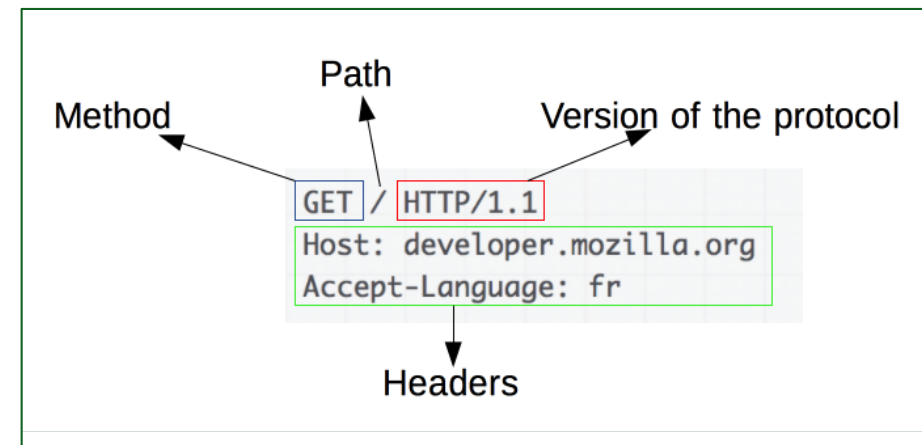 Path
Method
Version of the protocol
GET / HTTP/1.1
Host: developer.mozilla.org
Accept-Language: fr
Headers